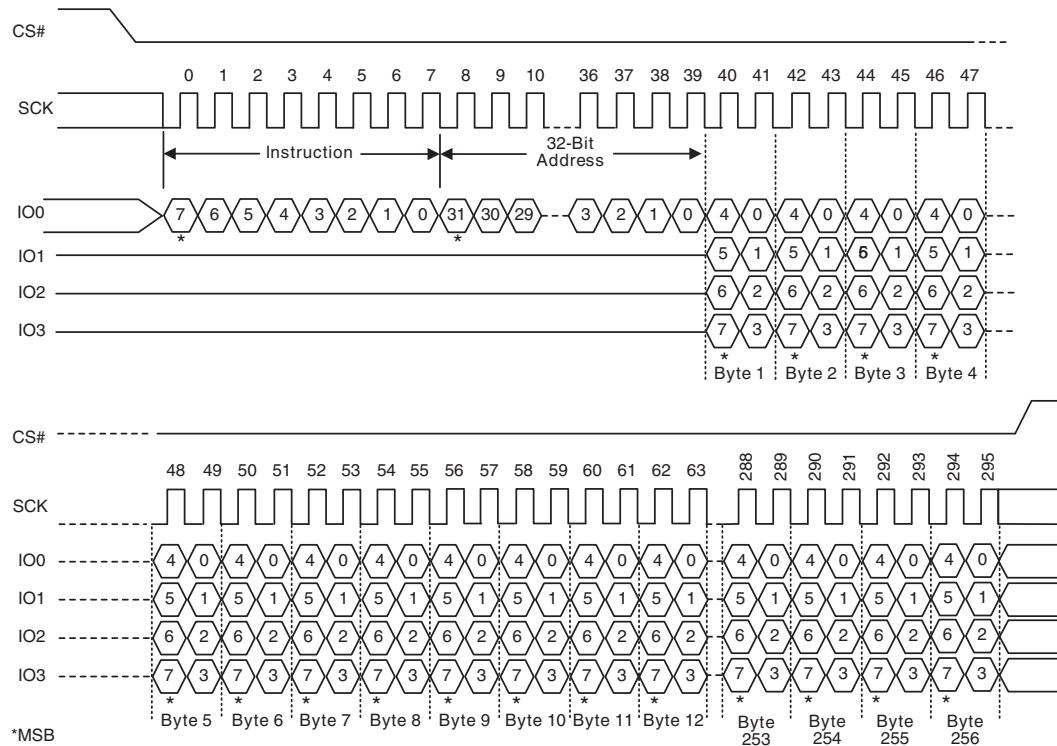 CS#
0 1 2 3 4 5 6 7 8 9 10 36 37 38 39 40 41 42 43 44 45 46 47
SCK
Instruction
32-Bit
Address
IO0 7 6 5 4 3 2 1 0 31 30 29 3 2 1 0 4 0 4 0 4 0 4 0
* *
IO1 5 1 5 1 6 1 5 1
IO2 6 2 6 2 6 2 6 2
IO3 7 3 7 3 7 3 7 3
* * * *
Byte 1 Byte 2 Byte 3 Byte 4
CS#
48 49 50 51 52 53 54 55 56 57 58 59 60 61 62 63 288 289 290 291 292 293 294 295
SCK
IO0 4 0 4 0 4 0 4 0 4 0 4 0 4 0 4 0 4 0 4 0 4 0 4 0
IO1 5 1 5 1 5 1 5 1 5 1 5 1 5 1 5 1 5 1 5 1 5 1 5 1
IO2 6 2 6 2 6 2 6 2 6 2 6 2 6 2 6 2 6 2 6 2 6 2 6 2
IO3 7 3 7 3 7 3 7 3 7 3 7 3 7 3 7 3 7 3 7 3 7 3 7 3
* * * * * * * * * * * *
Byte 5 Byte 6 Byte 7 Byte 8 Byte 9 Byte 10 Byte 11 Byte 12 Byte Byte Byte Byte
253 254 255 256
*MSB